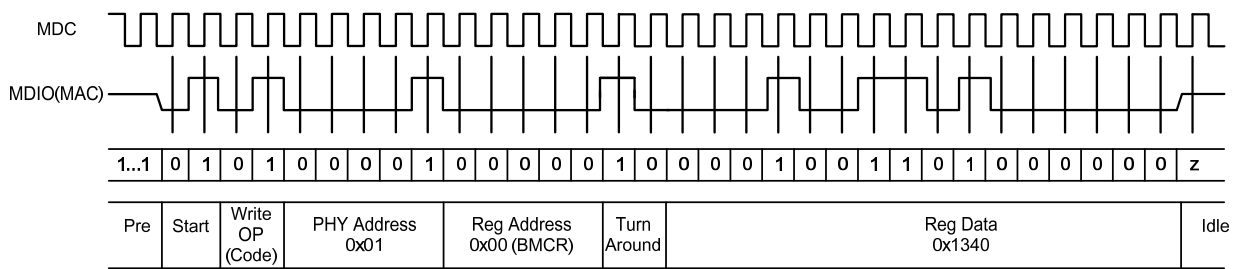 MDC
MDIO(MAC)
1...1 0 1 0 1 0 0 0 0 1 0 0 0 0 0 1 0 0 0 0 1 0 0 1 1 0 1 0 0 0 0 0 0 z
Pre
Start
Write
OP
(Code)
PHY Address
0x01
Reg Address
0x00 (BMCR)
Turn
Around
Reg Data
0x1340
Idle